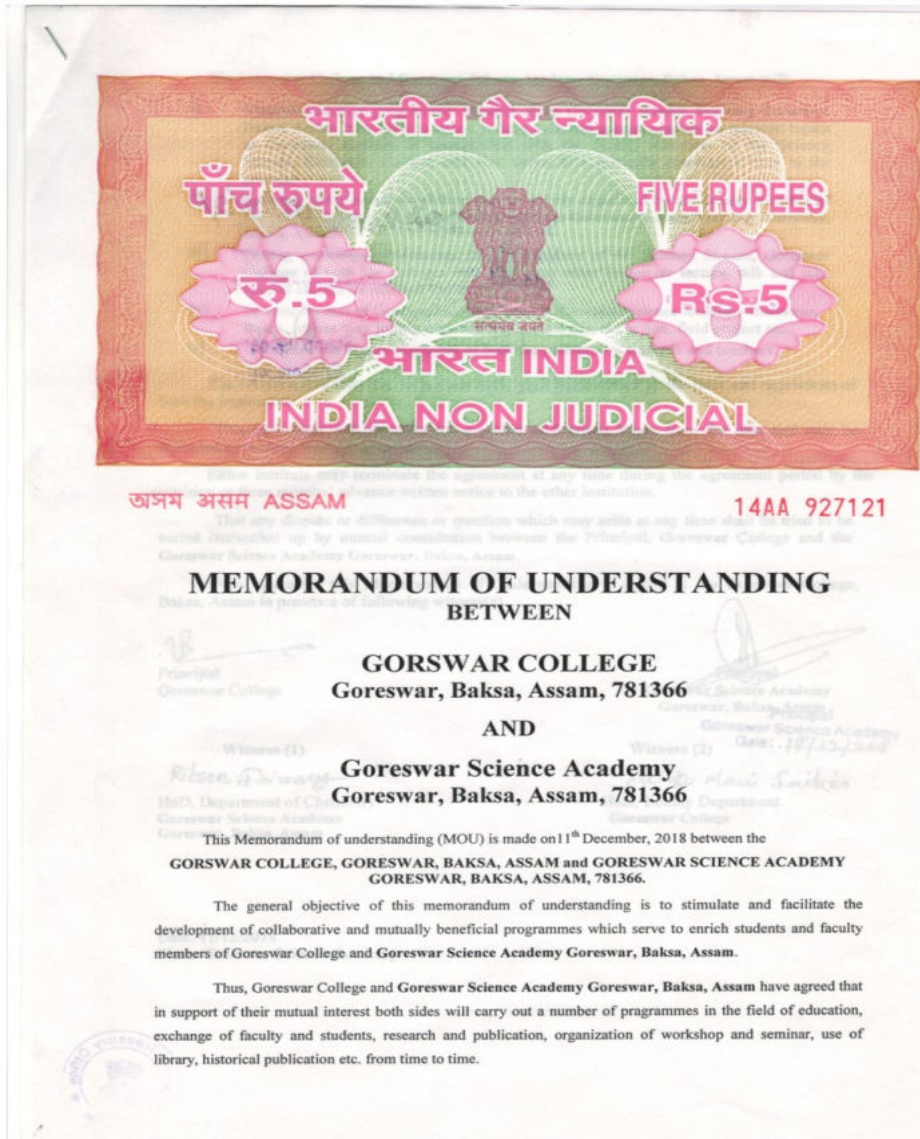 भारतीय गैर न्यायिक
पाँच रुपये
FIVE RUPEES
रु.5
Rs.5
सत्यमेव जयते
भारत INDIA
INDIA NON JUDICIAL
অসম असम ASSAM
14AA 927121
MEMORANDUM OF UNDERSTANDING
BETWEEN
GORSWAR COLLEGE
Goreswar, Baksa, Assam, 781366
AND
Goreswar Science Academy
Goreswar, Baksa, Assam, 781366
This Memorandum of understanding (MOU) is made on11th December, 2018 between the
GORSWAR COLLEGE, GORESWAR, BAKSA, ASSAM and GORESWAR SCIENCE ACADEMY
GORESWAR, BAKSA, ASSAM, 781366.
The general objective of this memorandum of understanding is to stimulate and facilitate the
development of collaborative and mutually beneficial programmes which serve to enrich students and faculty
members of Goreswar College and Goreswar Science Academy Goreswar, Baksa, Assam.
Thus, Goreswar College and Goreswar Science Academy Goreswar, Baksa, Assam have agreed that
in support of their mutual interest both sides will carry out a number of pragrammes in the field of education,
exchange of faculty and students, research and publication, organization of workshop and seminar, use of
library, historical publication etc. from time to time.